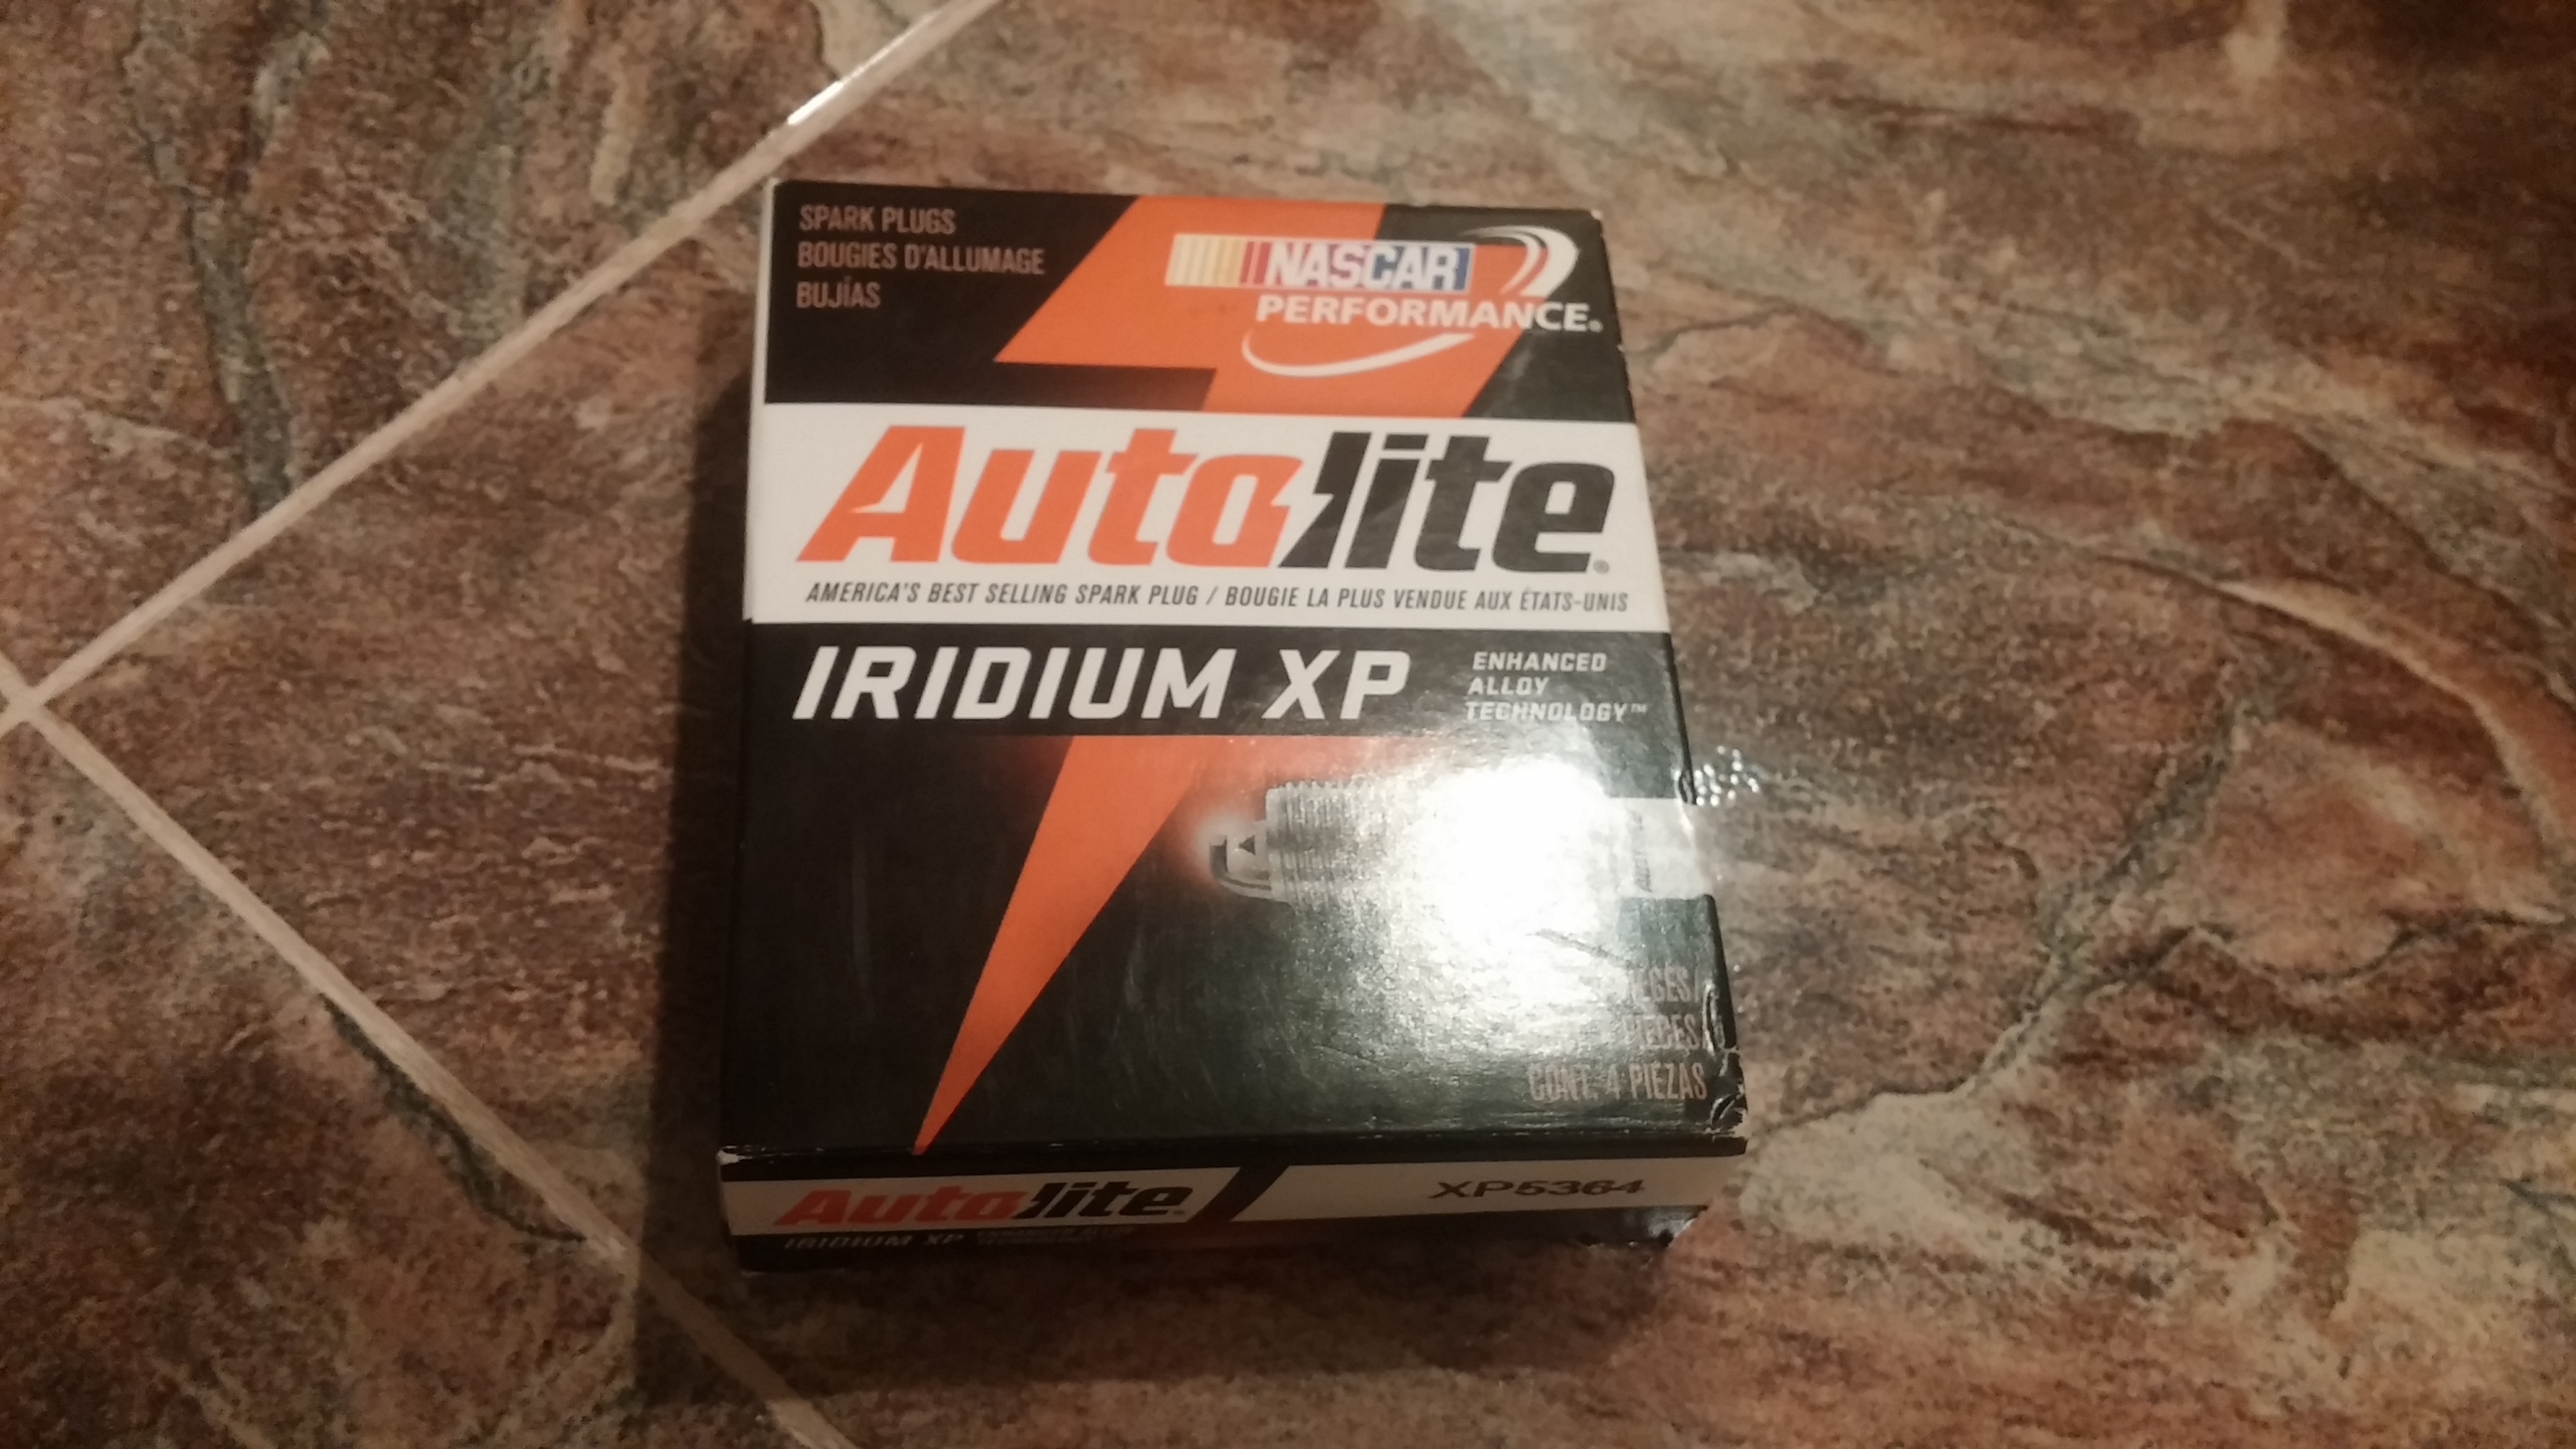 SPARK PLUGS
BOUGIES D'ALLUMAGE
BUJÍAS
NASCAR
PERFORMANCE®
Autolite®
AMERICA'S BEST SELLING SPARK PLUG / BOUGIE LA PLUS VENDUE AUX ÉTATS-UNIS
IRIDIUM XP
ENHANCED
ALLOY
TECHNOLOGY™
CONT. 4 PIEZAS
Autolite®
XP5364
IRIDIUM XP